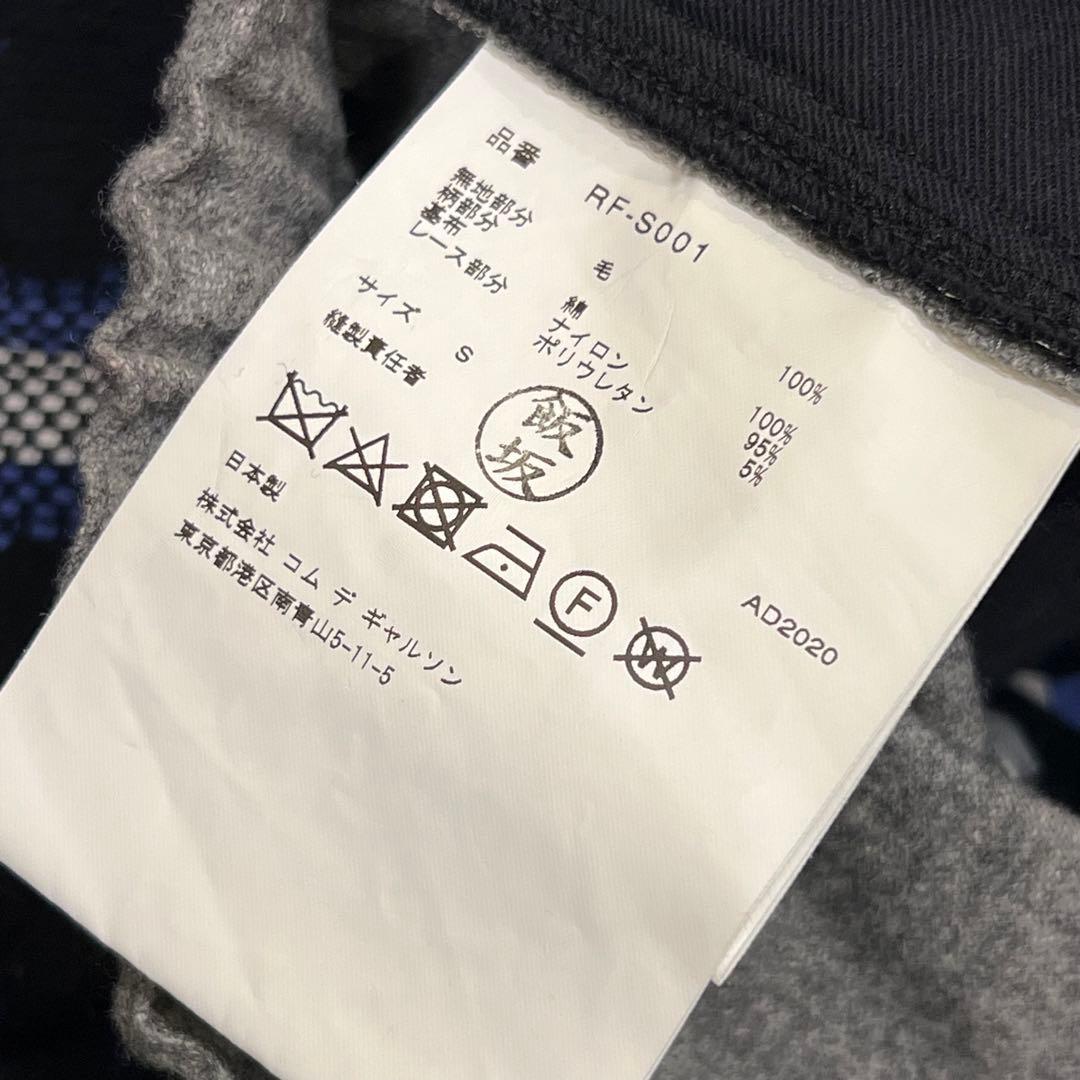 品番 RF-S001
無地部分 毛 100%
柄部分
基布 綿 100%
レース部分 ナイロン 95%
ポリウレタン 5%
サイズ S
縫製責任者 飯坂
F W
日本製 AD2020
株式会社 コム デ ギャルソン
東京都港区南青山5-11-5